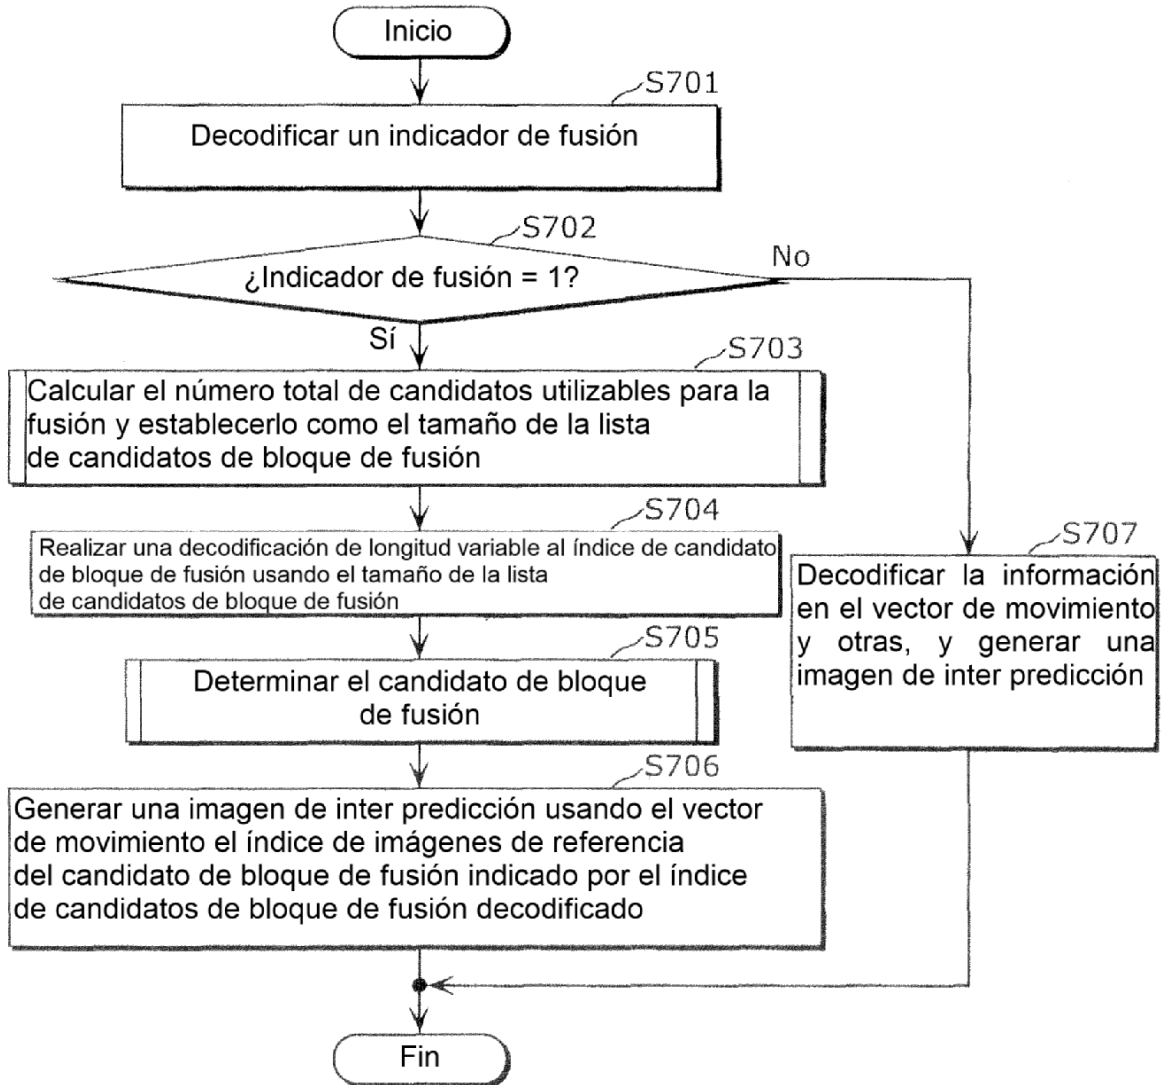 Inicio
S701
Decodificar un indicador de fusión
S702
¿Indicador de fusión = 1?
No
Sí
S703
Calcular el número total de candidatos utilizables para la
fusión y establecerlo como el tamaño de la lista
de candidatos de bloque de fusión
S704
Realizar una decodificación de longitud variable al índice de candidato
de bloque de fusión usando el tamaño de la lista
de candidatos de bloque de fusión
S707
Decodificar la información
en el vector de movimiento
y otras, y generar una
imagen de inter predicción
S705
Determinar el candidato de bloque
de fusión
S706
Generar una imagen de inter predicción usando el vector
de movimiento el índice de imágenes de referencia
del candidato de bloque de fusión indicado por el índice
de candidatos de bloque de fusión decodificado
Fin